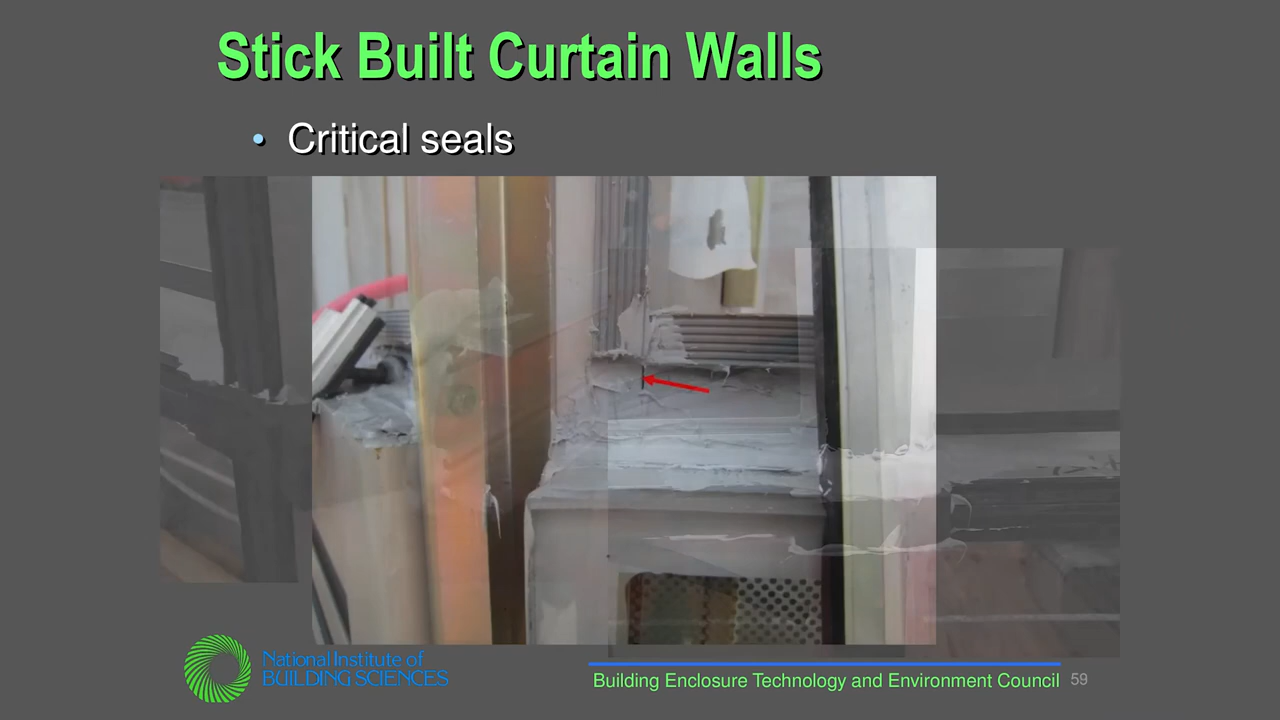 Stick Built Curtain Walls
• Critical seals
National Institute of
BUILDING SCIENCES
Building Enclosure Technology and Environment Council
59